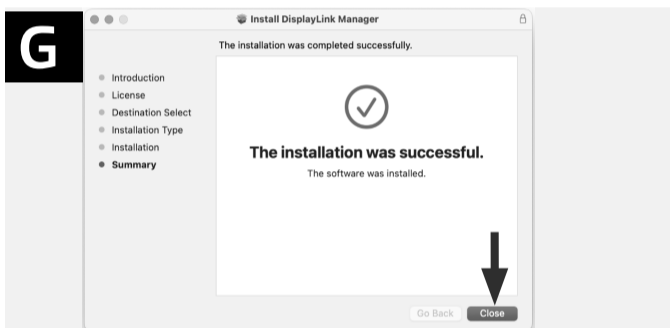 G
Install DisplayLink Manager
The installation was completed successfully.
Introduction
License
Destination Select
Installation Type
Installation
Summary
The installation was successful.
The software was installed.
Go Back
Close